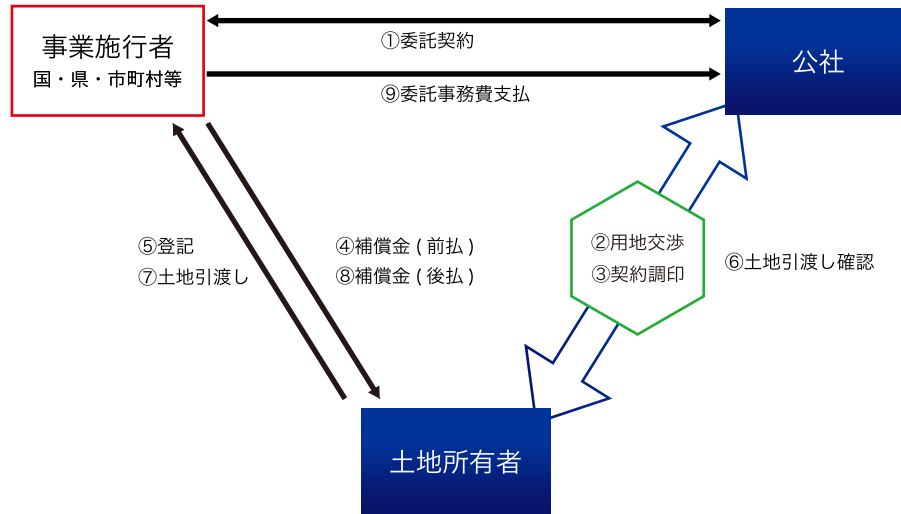 事業施行者
国・県・市町村等
①委託契約
⑨委託事務費支払
公社
⑤登記
⑦土地引渡し
④補償金 ( 前払 )
⑧補償金 ( 後払 )
②用地交渉
③契約調印
⑥土地引渡し確認
土地所有者